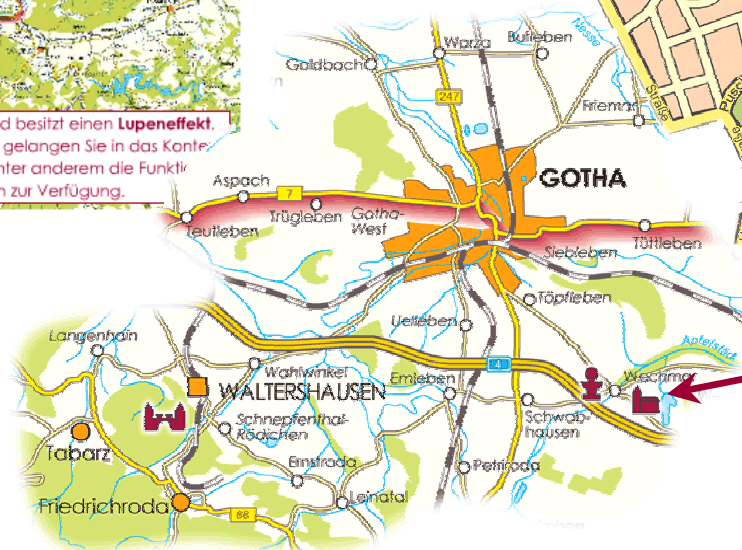 d besitzt einen Lupeneffekt.
gelangen Sie in das Konte
nter anderem die Funkti
n zur Verfügung.
Warza
Bufleben
Nesse
Goldbach
247
Friemar
Straße
GOTHA
Aspach
7
Teutleben
Trügleben
Gotha-
West
Siebleben
Tüttleben
Töpfleben
Uelleben
Apfelstädt
Langenhain
Wahlwinkel
4
Emleben
Wechmar
WALTERSHAUSEN
Schwab-
hausen
Schnepfenthal-
Rödichen
Tabarz
Ernstroda
Petriroda
Friedrichroda
Leinatal
88